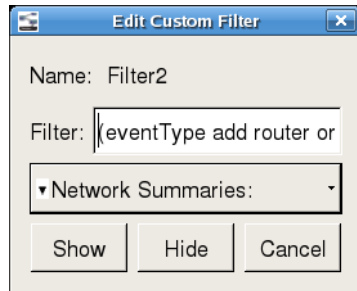 Edit Custom Filter
Name: Filter2
Filter: (eventType add router or
Network Summaries:
Show Hide Cancel